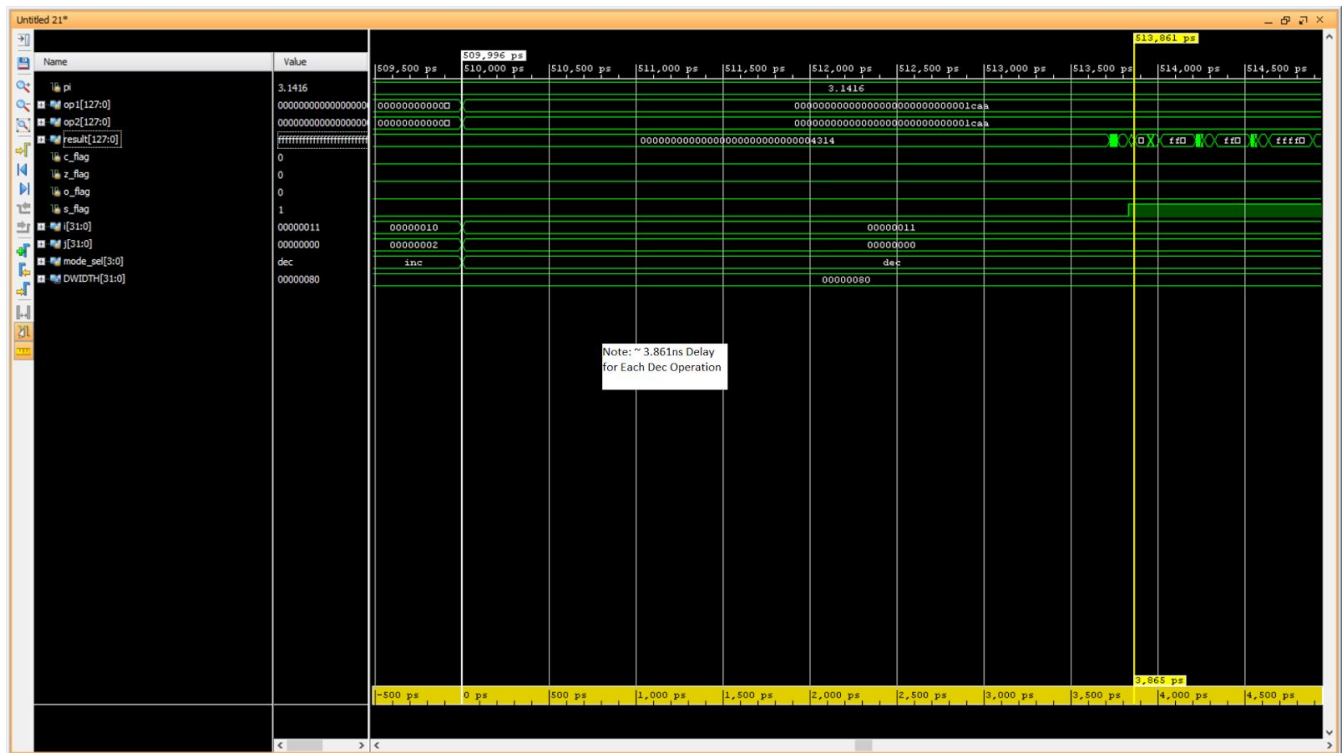 Untitled 21*
513,861 ps
509,996 ps
Name Value
509,500 ps 510,000 ps 510,500 ps 511,000 ps 511,500 ps 512,000 ps 512,500 ps 513,000 ps 513,500 ps 514,000 ps 514,500 ps
pi 3.1416 3.1416
op1[127:0] 00000000000□ 00000000000000000000000000001caa
op2[127:0] 00000000000□ 00000000000000000000000000001caa
result[127:0] 00000000000000000000000000004314 □ ff□ ff□ ffff□
c_flag 0
z_flag 0
o_flag 0
s_flag 1
i[31:0] 00000011 00000010 00000011
j[31:0] 00000000 00000002 00000000
mode_sel[3:0] dec inc dec
DWIDTH[31:0] 00000080 00000080
Note: ~ 3.861ns Delay
for Each Dec Operation
3,865 ps
-500 ps 0 ps 500 ps 1,000 ps 1,500 ps 2,000 ps 2,500 ps 3,000 ps 3,500 ps 4,000 ps 4,500 ps